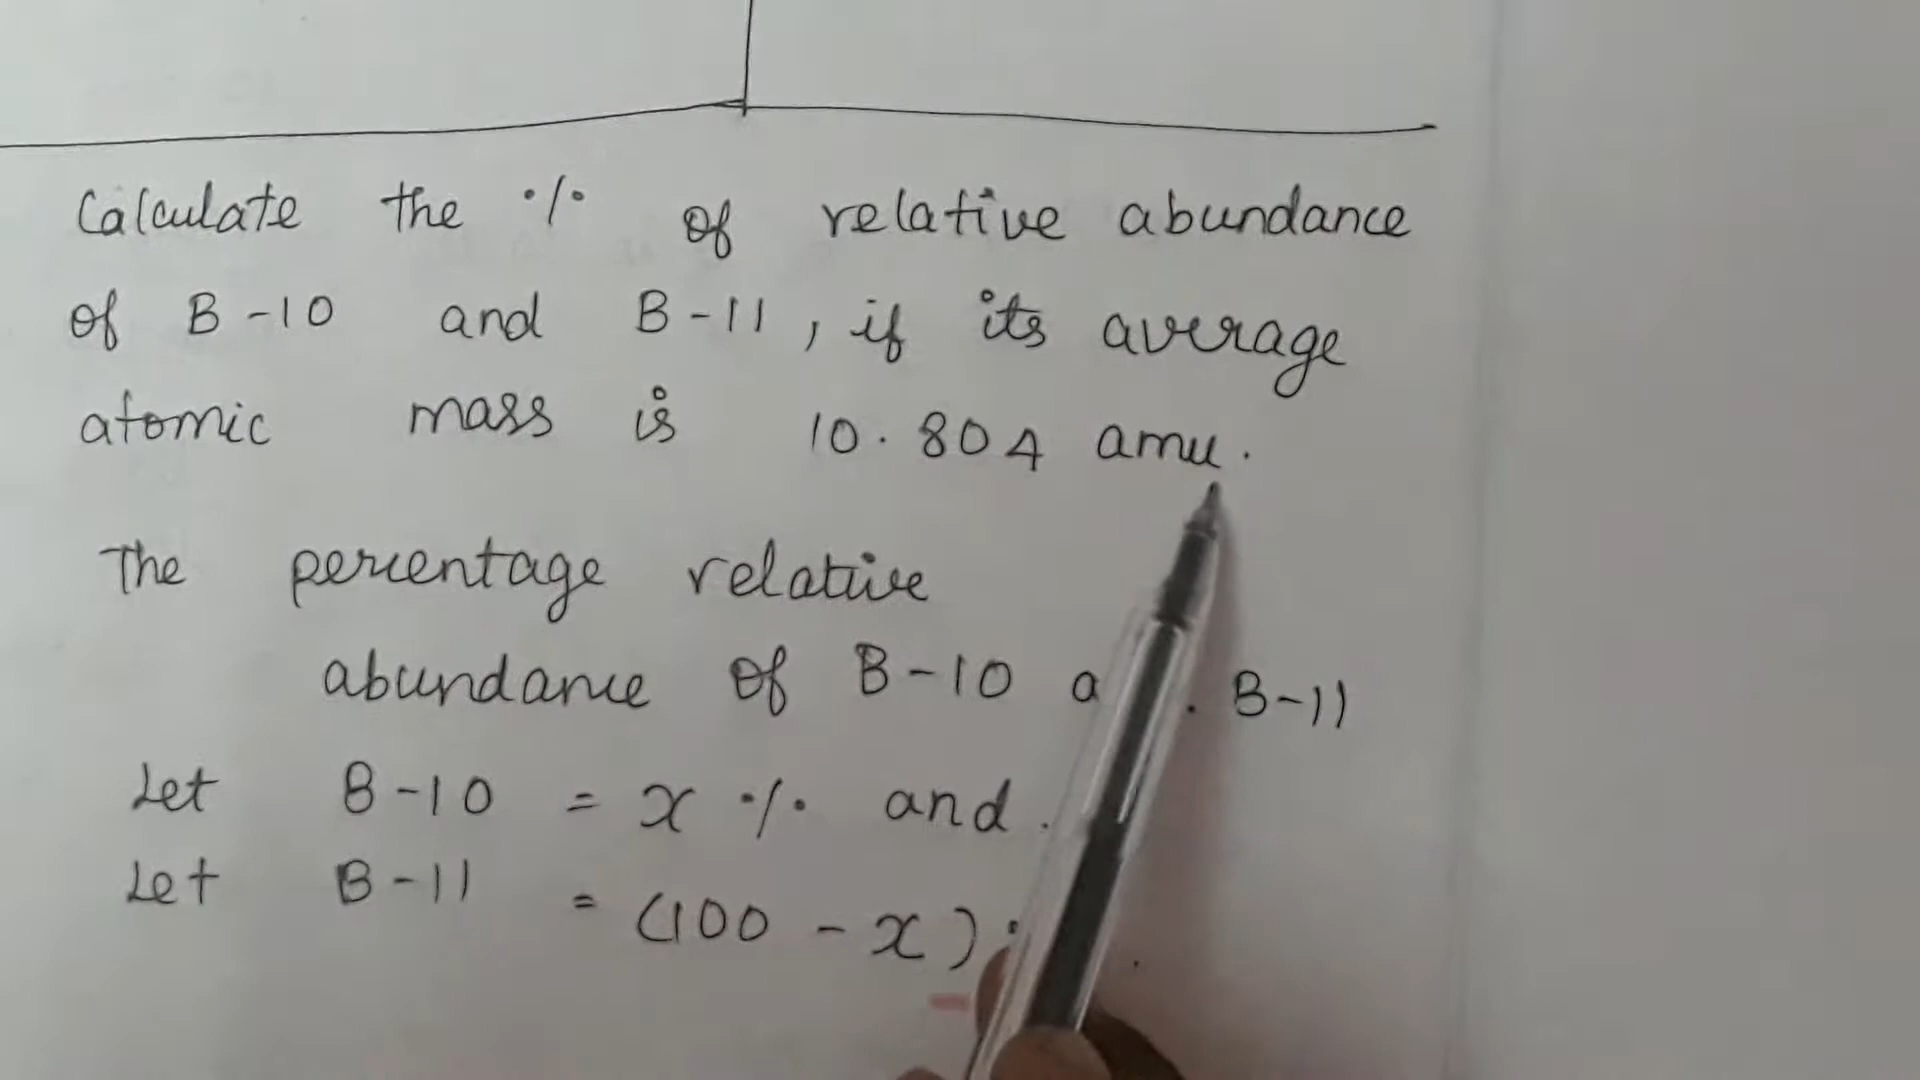 Calculate the % of relative abundance
of B-10 and B-11, if its average
atomic mass is 10.804 amu.
The percentage relative
abundance of B-10 B-11
Let B-10 = x % and
Let B-11 = (100 - x)